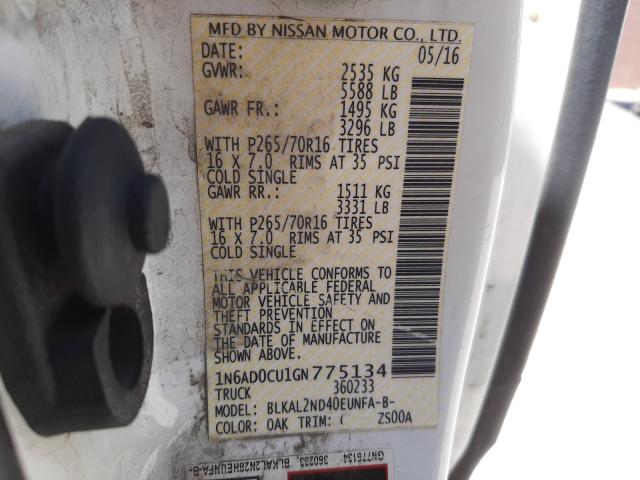 MFD BY NISSAN MOTOR CO., LTD.
DATE: 05/16
GVWR: 2535 KG
5588 LB
GAWR FR.: 1495 KG
3296 LB
WITH P265/70R16 TIRES
16 X 7.0 RIMS AT 35 PSI
COLD SINGLE
GAWR RR.: 1511 KG
3331 LB
WITH P265/70R16 TIRES
16 X 7.0 RIMS AT 35 PSI
COLD SINGLE
THIS VEHICLE CONFORMS TO
ALL APPLICABLE FEDERAL
MOTOR VEHICLE SAFETY AND
THEFT PREVENTION
STANDARDS IN EFFECT ON
THE DATE OF MANUFACTURE
SHOWN ABOVE.
1N6AD0CU1GN775134
TRUCK 360233
MODEL: BLKAL2ND40EUNFA-B-
COLOR: QAK TRIM: ( ZS00A
GN775134 360233 BLKAL2N28HEUNFA-B-